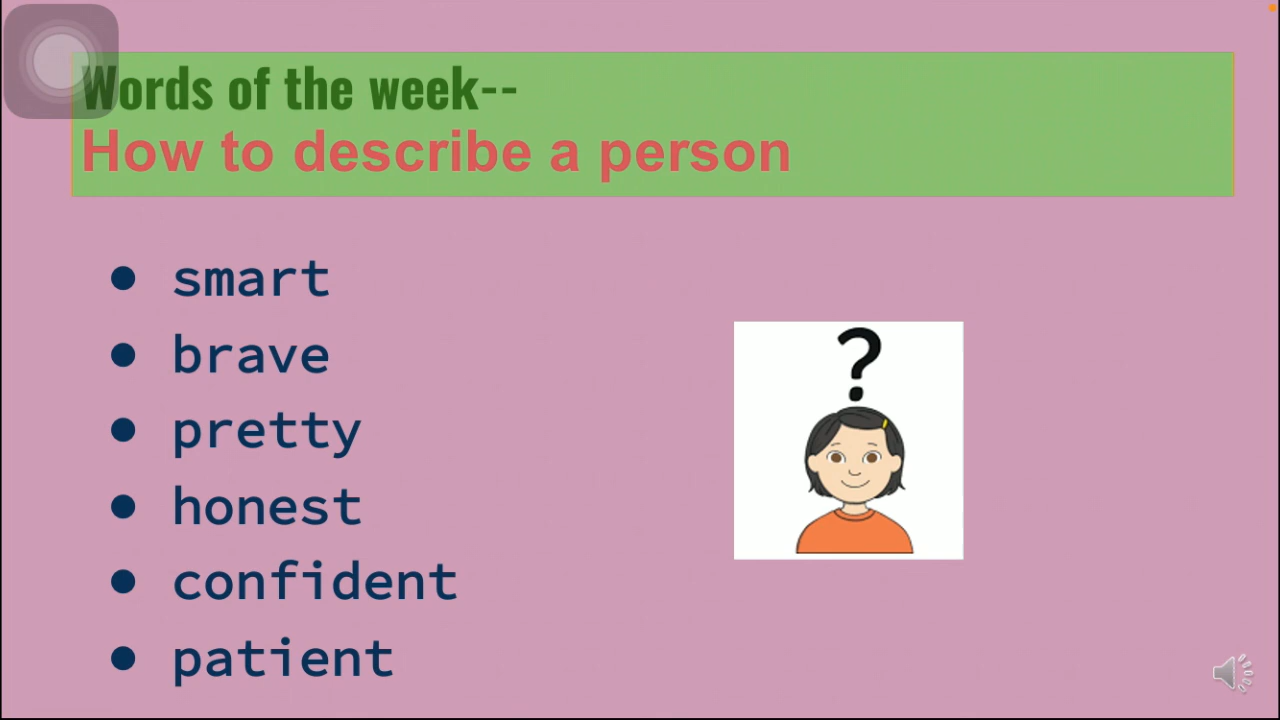 Words of the week--
How to describe a person
● smart
● brave
● pretty
● honest
● confident
● patient
?